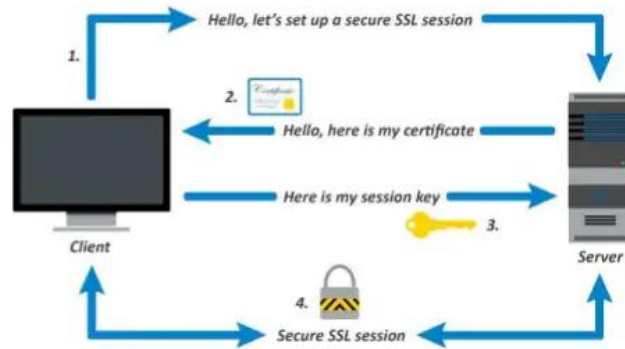 Hello, let's set up a secure SSL session
1.
2.
Certificate
Hello, here is my certificate
Here is my session key
3.
Client
Server
4.
Secure SSL session